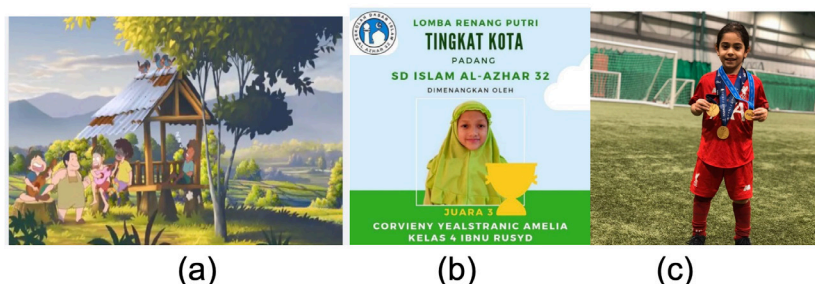 LOMBA RENANG PUTRI
TINGKAT KOTA
PADANG
SD ISLAM AL-AZHAR 32
DIMENANGKAN OLEH
JUARA 3
CORVIENY YEALSTRANIC AMELIA
KELAS 4 IBNU RUSYD
(a)
(b)
(c)